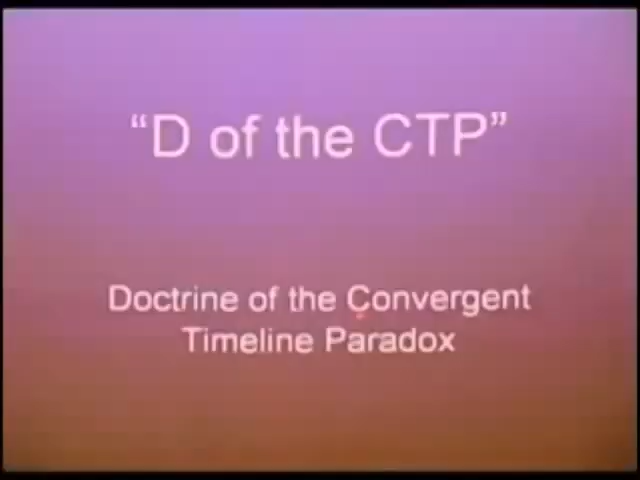 “D of the CTP”
Doctrine of the Convergent
Timeline Paradox